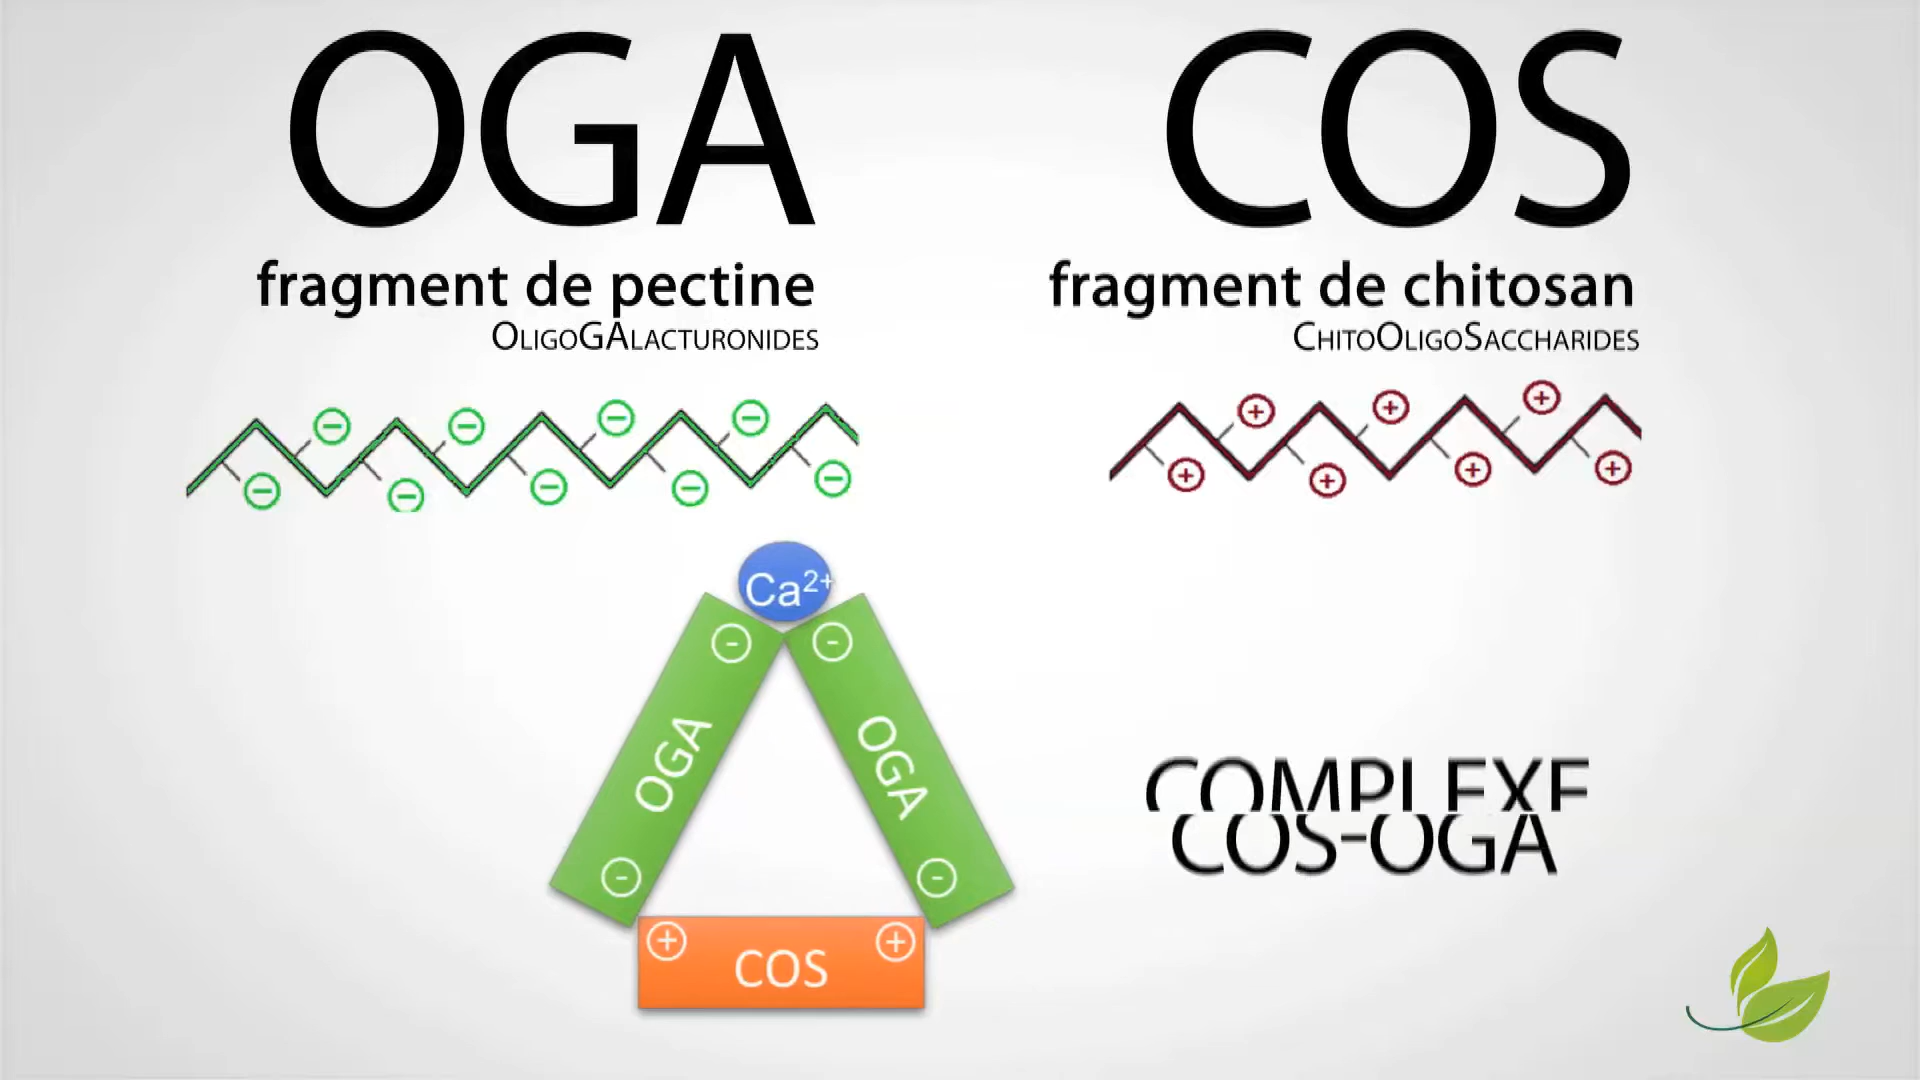 OGA
fragment de pectine
OligoGAlacturonides
COS
fragment de chitosan
ChitoOligoSaccharides
Ca2+
OGA
OGA
COS
COMPLEXE
COS-OGA